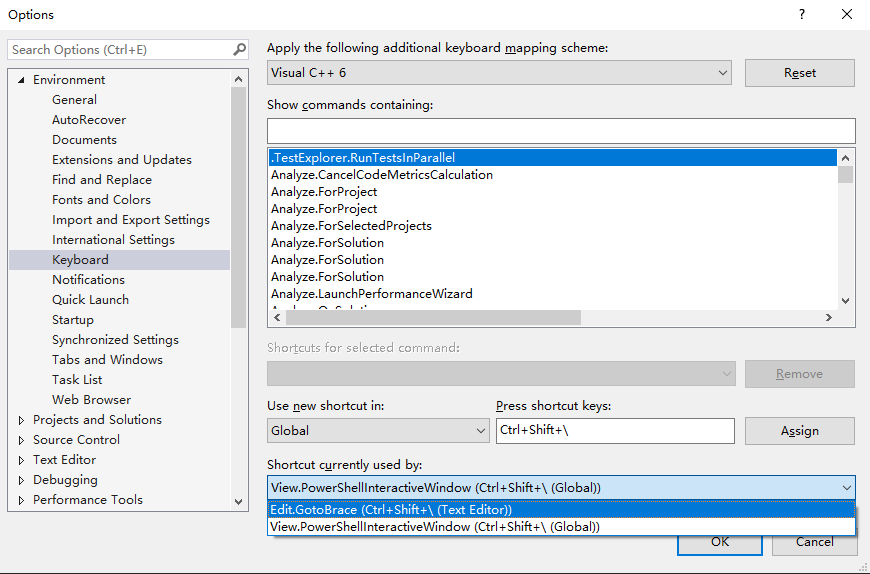 Options
?
Search Options (Ctrl+E)
Environment
General
AutoRecover
Documents
Extensions and Updates
Find and Replace
Fonts and Colors
Import and Export Settings
International Settings
Keyboard
Notifications
Quick Launch
Startup
Synchronized Settings
Tabs and Windows
Task List
Web Browser
Projects and Solutions
Source Control
Text Editor
Debugging
Performance Tools
Apply the following additional keyboard mapping scheme:
Visual C++ 6
Reset
Show commands containing:
.TestExplorer.RunTestsInParallel
Analyze.CancelCodeMetricsCalculation
Analyze.ForProject
Analyze.ForProject
Analyze.ForSelectedProjects
Analyze.ForSolution
Analyze.ForSolution
Analyze.ForSolution
Analyze.LaunchPerformanceWizard
Shortcuts for selected command:
Remove
Use new shortcut in:
Press shortcut keys:
Global
Ctrl+Shift+\
Assign
Shortcut currently used by:
View.PowerShellInteractiveWindow (Ctrl+Shift+\ (Global))
Edit.GotoBrace (Ctrl+Shift+\ (Text Editor))
View.PowerShellInteractiveWindow (Ctrl+Shift+\ (Global))
OK
Cancel